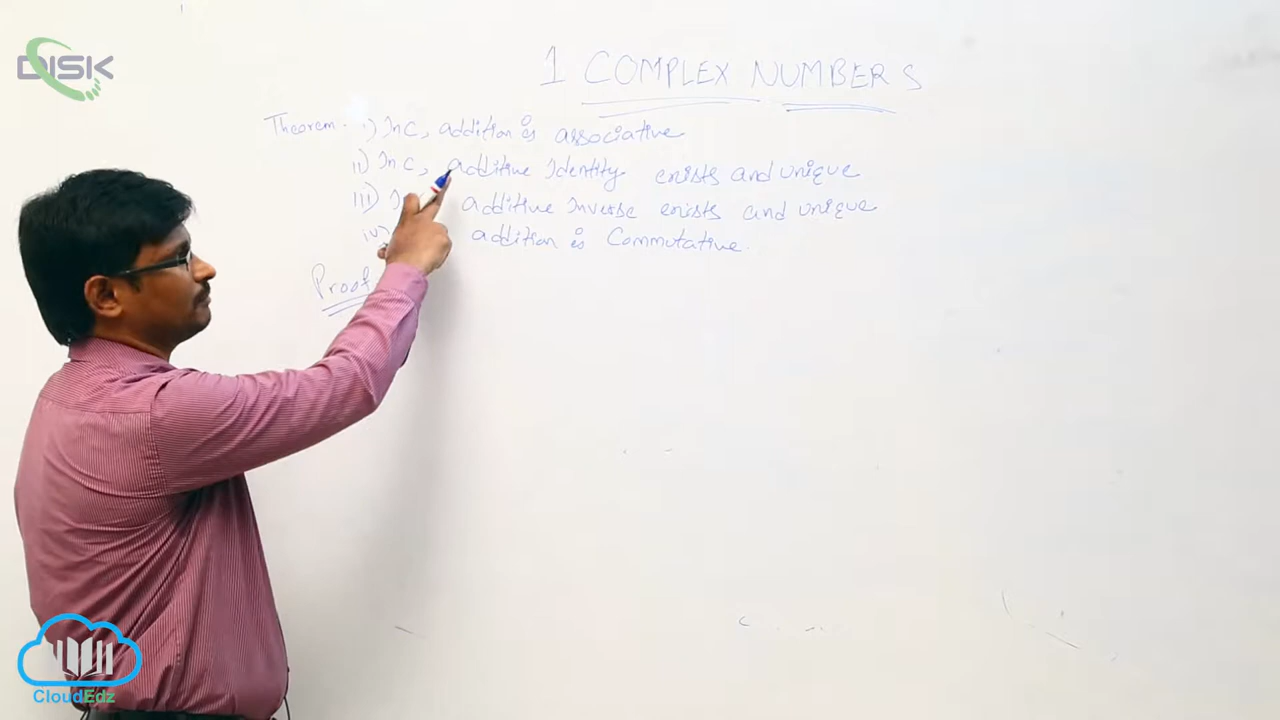 DISK
1 COMPLEX NUMBERS
Theorem - i) In C, addition is associative
ii) In C, additive Identity exists and unique
iii) In additive Inverse exists and unique
iv) addition is Commutative.
Proof
CloudEdz